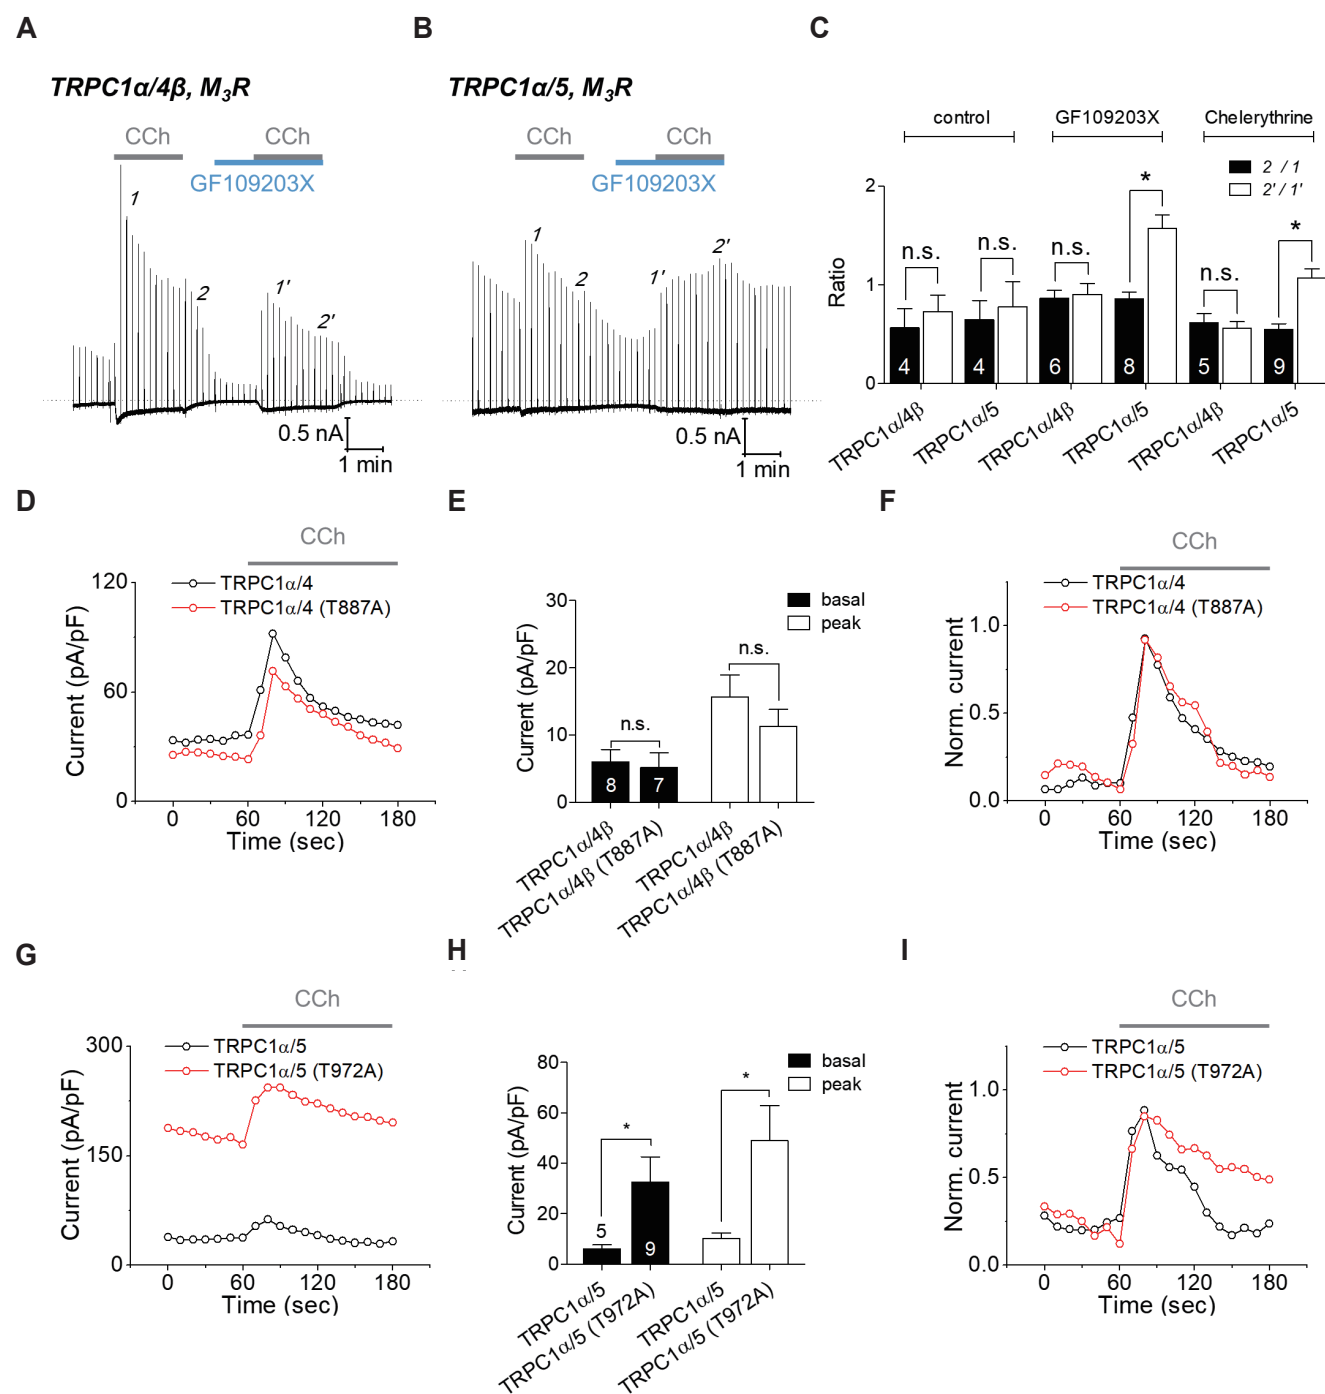 A
B
C
TRPC1α/4β, M₃R
TRPC1α/5, M₃R
CCh
CCh
GF109203X
1
2
1'
2'
0.5 nA
1 min
CCh
CCh
GF109203X
1
2
1'
2'
0.5 nA
1 min
control
GF109203X
Chelerythrine
2 / 1
2' / 1'
Ratio
2
1
0
n.s.
n.s.
n.s.
*
n.s.
*
4
4
6
8
5
9
TRPC1α/4β
TRPC1α/5
TRPC1α/4β
TRPC1α/5
TRPC1α/4β
TRPC1α/5
D
E
F
CCh
TRPC1α/4
TRPC1α/4 (T887A)
Current (pA/pF)
120
60
0
0
60
120
180
Time (sec)
basal
peak
Current (pA/pF)
30
20
10
0
n.s.
n.s.
8
7
TRPC1α/4β
TRPC1α/4β (T887A)
TRPC1α/4β
TRPC1α/4β (T887A)
CCh
TRPC1α/4
TRPC1α/4 (T887A)
Norm. current
1.0
0.5
0.0
0
60
120
180
Time (sec)
G
H
I
CCh
TRPC1α/5
TRPC1α/5 (T972A)
Current (pA/pF)
300
150
0
0
60
120
180
Time (sec)
basal
peak
Current (pA/pF)
80
60
40
20
0
*
*
5
9
TRPC1α/5
TRPC1α/5 (T972A)
TRPC1α/5
TRPC1α/5 (T972A)
CCh
TRPC1α/5
TRPC1α/5 (T972A)
Norm. current
1.0
0.5
0.0
0
60
120
180
Time (sec)